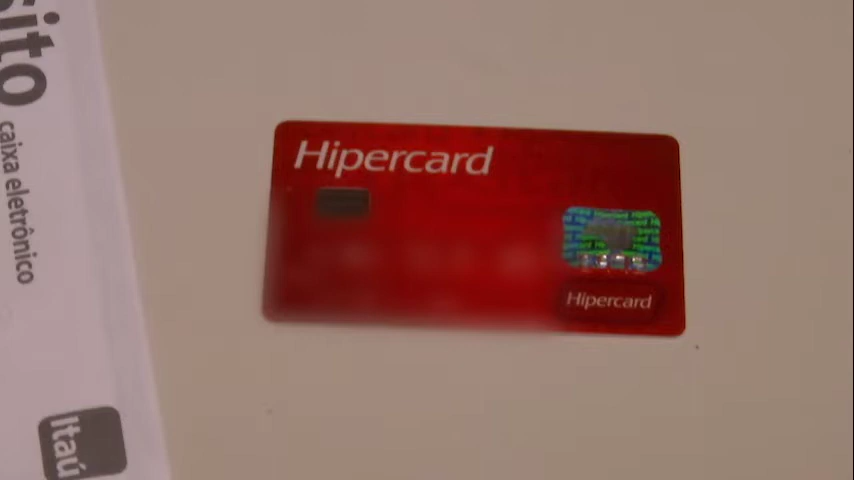 sito
caixa eletrônico
Itaú
Hipercard
Hipercard